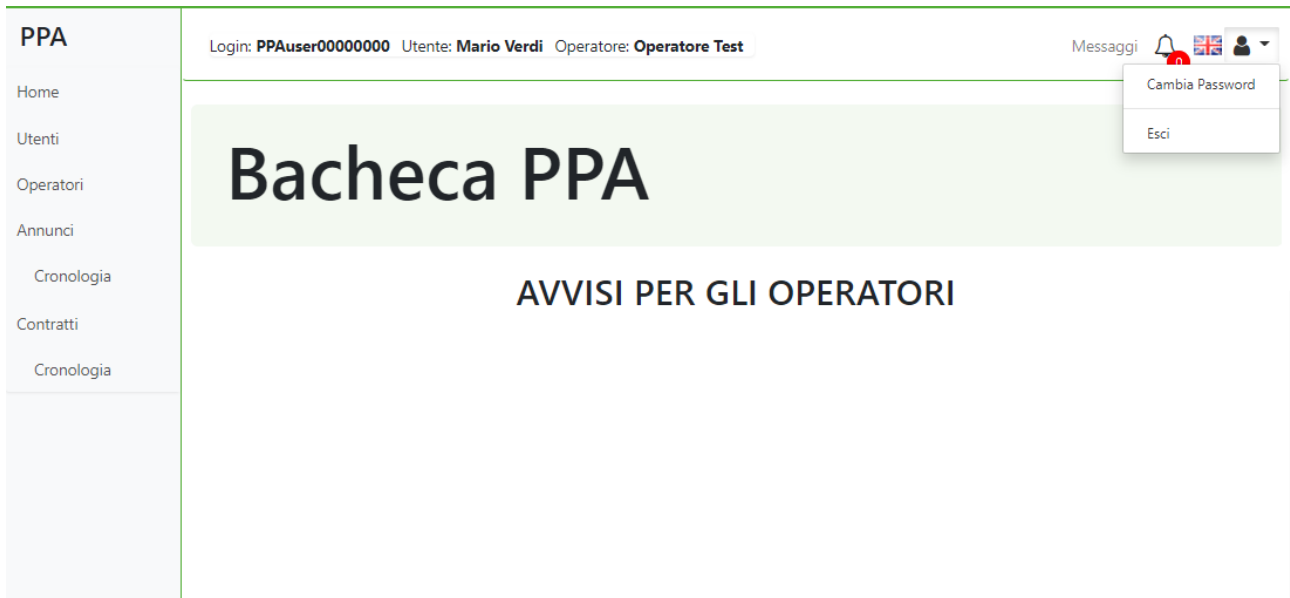 PPA
Home
Utenti
Operatori
Annunci
Cronologia
Contratti
Cronologia
Login: PPAuser00000000 Utente: Mario Verdi Operatore: Operatore Test
Messaggi
0
Cambia Password
Esci
Bacheca PPA
AVVISI PER GLI OPERATORI